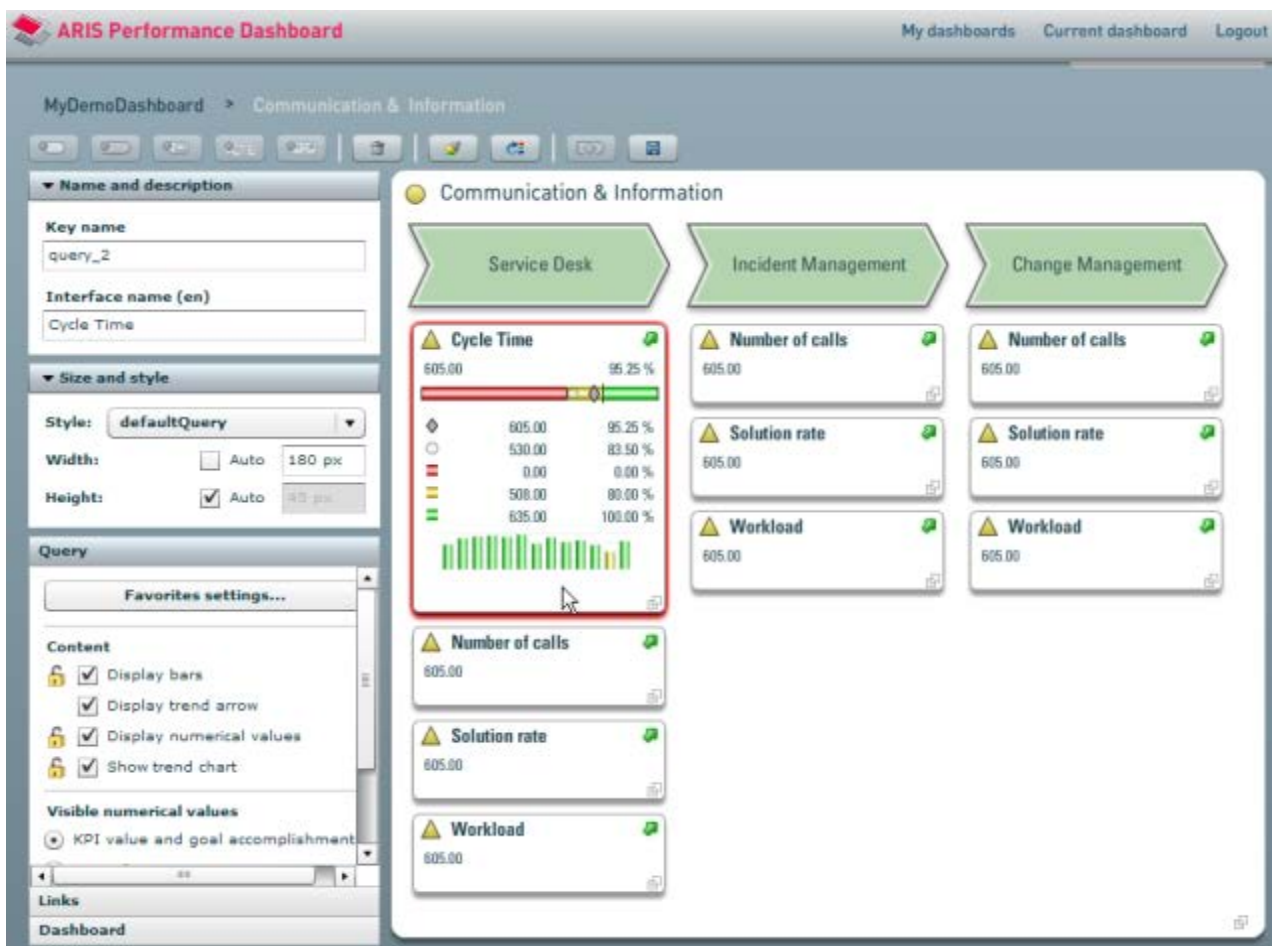 ARIS Performance Dashboard
My dashboards Current dashboard Logout
MyDemoDashboard > Communication & Information
Name and description
Key name
query_2
Interface name (en)
Cycle Time
Size and style
Style: defaultQuery
Width: Auto 180 px
Height: Auto 45 px
Query
Favorites settings...
Content
Display bars
Display trend arrow
Display numerical values
Show trend chart
Visible numerical values
KPI value and goal accomplishment
Links
Dashboard
Communication & Information
Service Desk
Incident Management
Change Management
Cycle Time
605.00 95.25 %
605.00 95.25 %
530.00 83.50 %
0.00 0.00 %
508.00 80.00 %
635.00 100.00 %
Number of calls
605.00
Solution rate
605.00
Workload
605.00
Number of calls
605.00
Solution rate
605.00
Workload
605.00
Number of calls
605.00
Solution rate
605.00
Workload
605.00